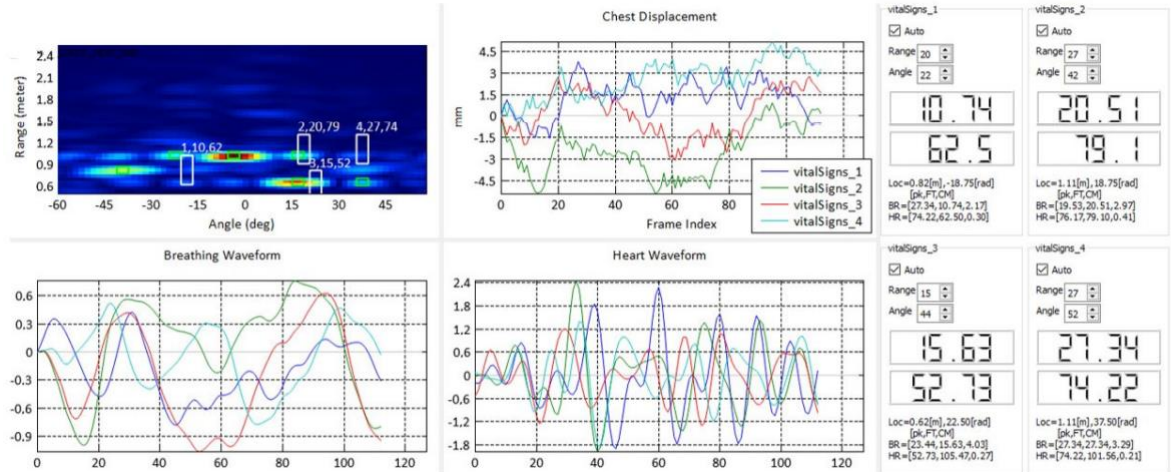 2.4
2.1
1.8
1.5
1.2
0.9
0.6
Range (meter)
1,10,62
2,20,79
3,15,52
4,27,74
-60 -45 -30 -15 0 15 30 45
Angle (deg)
Chest Displacement
4.5
3
1.5
0
-1.5
-3
-4.5
mm
0 20 40 60 80
Frame Index
vitalSigns_1
vitalSigns_2
vitalSigns_3
vitalSigns_4
vitalSigns_1
Auto
Range 20
Angle 22
10.74
62.5
Loc=0.82[m],-18.75[rad]
[pk,FT,CM]
BR=[27.34,10.74,2.17]
HR=[74.22,62.50,0.30]
vitalSigns_2
Auto
Range 27
Angle 42
20.51
79.1
Loc=1.11[m],18.75[rad]
[pk,FT,CM]
BR=[19.53,20.51,2.97]
HR=[76.17,79.10,0.41]
Breathing Waveform
0.6
0.3
0
-0.3
-0.6
-0.9
0 20 40 60 80 100 120
Heart Waveform
2.4
1.8
1.2
0.6
0
-0.6
-1.2
-1.8
0 20 40 60 80 100 120
vitalSigns_3
Auto
Range 15
Angle 44
15.63
52.73
Loc=0.62[m],22.50[rad]
[pk,FT,CM]
BR=[23.44,15.63,4.03]
HR=[52.73,105.47,0.27]
vitalSigns_4
Auto
Range 27
Angle 52
27.34
74.22
Loc=1.11[m],37.50[rad]
[pk,FT,CM]
BR=[27.34,27.34,3.29]
HR=[74.22,101.56,0.21]